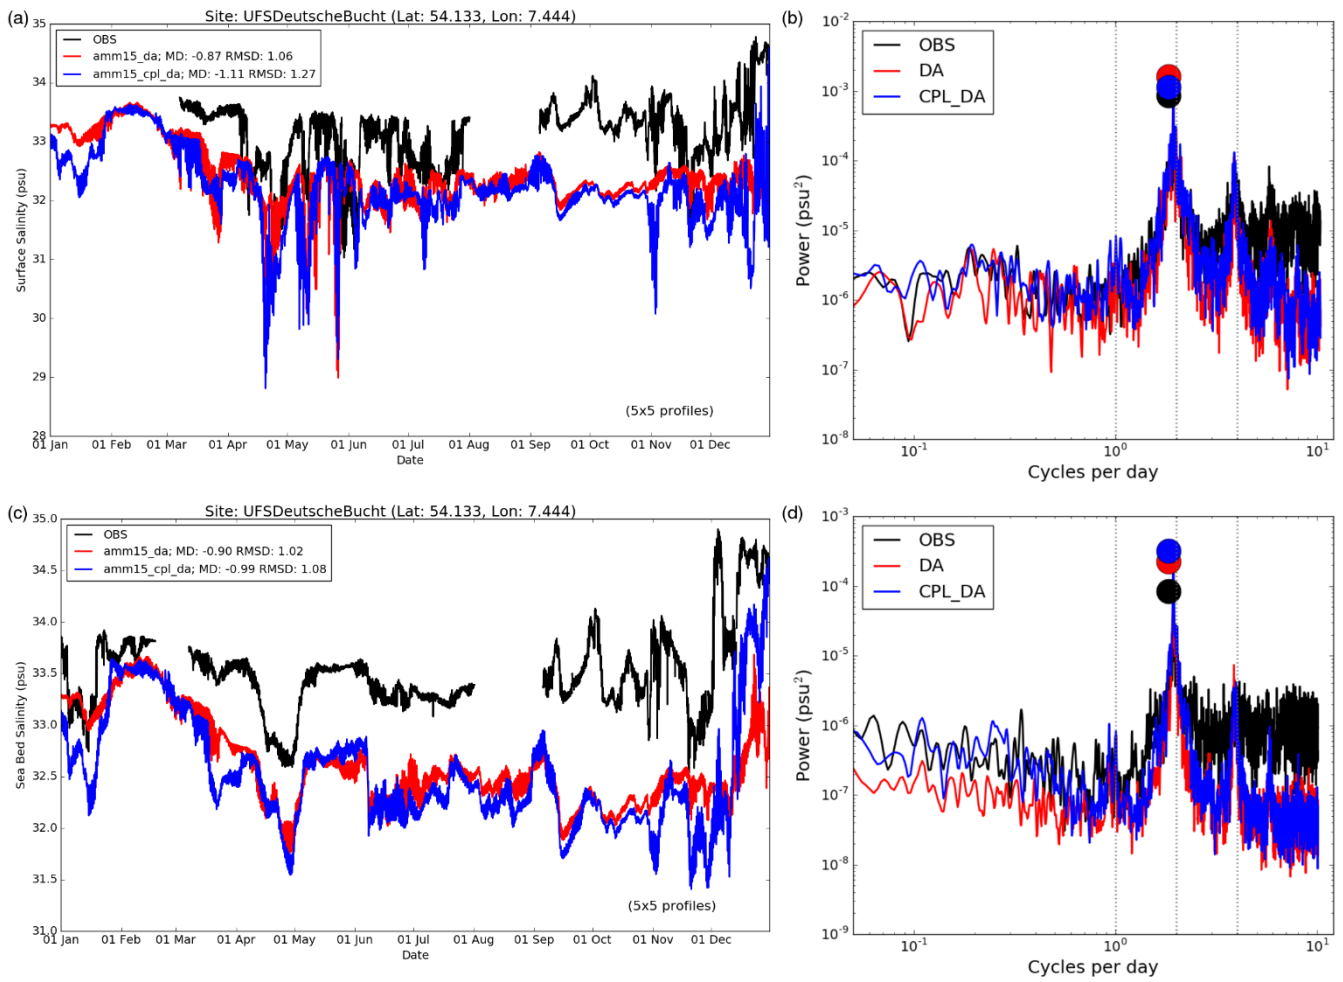 (a)
Site: UFSDeutscheBucht (Lat: 54.133, Lon: 7.444)
OBS
amm15_da; MD: -0.87 RMSD: 1.06
amm15_cpl_da; MD: -1.11 RMSD: 1.27
35
34
33
32
31
30
29
28
Surface Salinity (psu)
(5x5 profiles)
01 Jan 01 Feb 01 Mar 01 Apr 01 May 01 Jun 01 Jul 01 Aug 01 Sep 01 Oct 01 Nov 01 Dec
Date
(b)
OBS
DA
CPL_DA
10⁻²
10⁻³
10⁻⁴
10⁻⁵
10⁻⁶
10⁻⁷
10⁻⁸
Power (psu²)
10⁻¹ 10⁰ 10¹
Cycles per day
(c)
Site: UFSDeutscheBucht (Lat: 54.133, Lon: 7.444)
OBS
amm15_da; MD: -0.90 RMSD: 1.02
amm15_cpl_da; MD: -0.99 RMSD: 1.08
35.0
34.5
34.0
33.5
33.0
32.5
32.0
31.5
31.0
Sea Bed Salinity (psu)
(5x5 profiles)
01 Jan 01 Feb 01 Mar 01 Apr 01 May 01 Jun 01 Jul 01 Aug 01 Sep 01 Oct 01 Nov 01 Dec
Date
(d)
OBS
DA
CPL_DA
10⁻³
10⁻⁴
10⁻⁵
10⁻⁶
10⁻⁷
10⁻⁸
10⁻⁹
Power (psu²)
10⁻¹ 10⁰ 10¹
Cycles per day